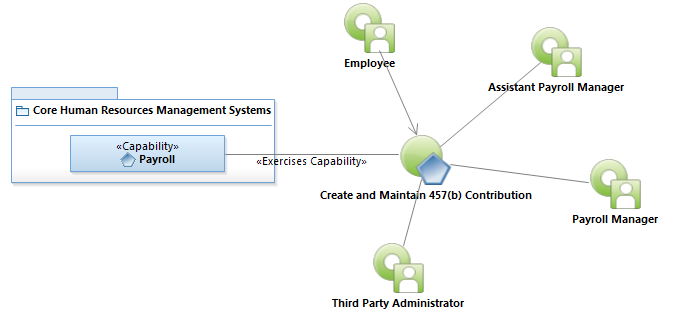 Employee
Assistant Payroll Manager
Core Human Resources Management Systems
«Capability»
Payroll
«Exercises Capability»
Create and Maintain 457(b) Contribution
Payroll Manager
Third Party Administrator